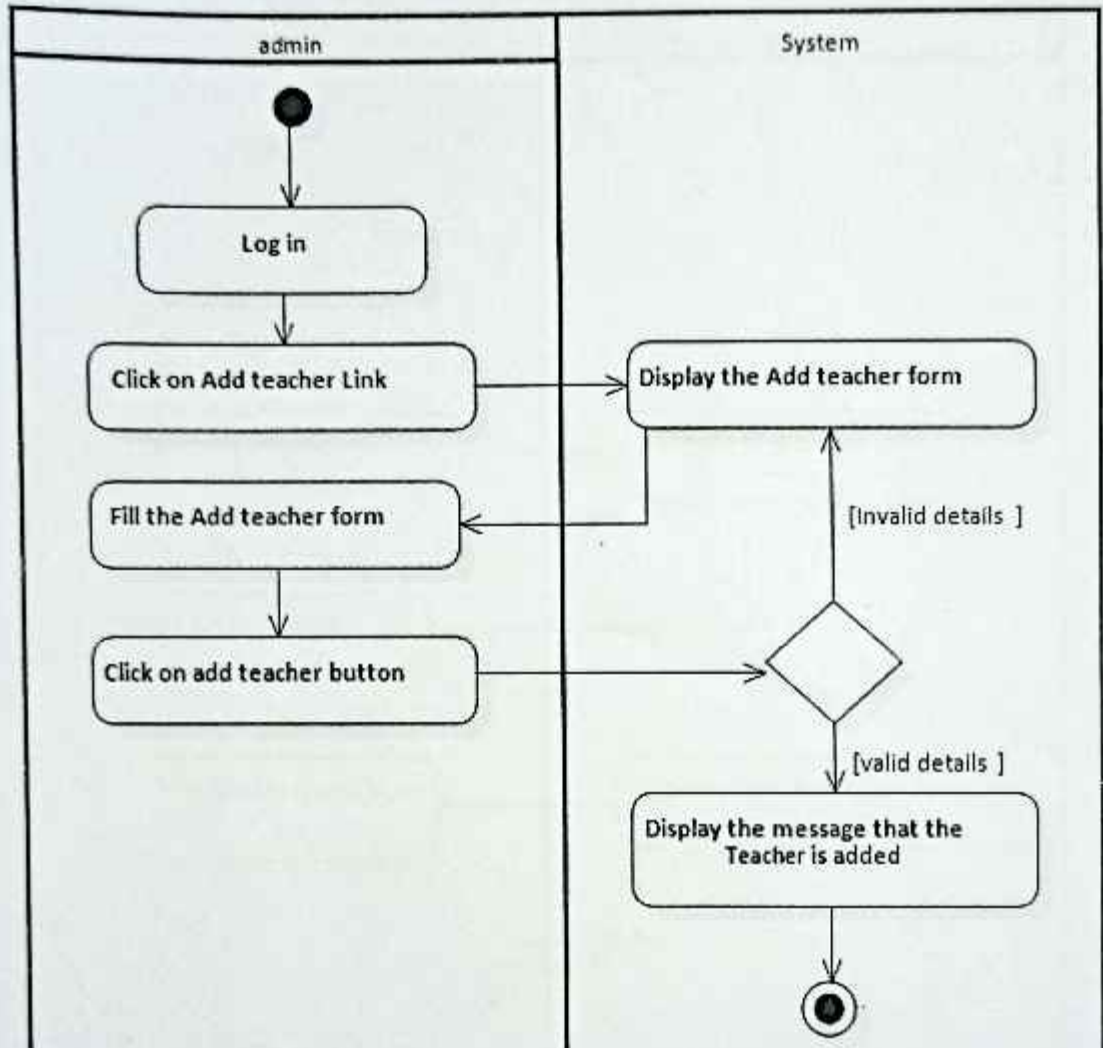 admin
System
Log in
Click on Add teacher Link
Display the Add teacher form
Fill the Add teacher form
[Invalid details ]
Click on add teacher button
[valid details ]
Display the message that the
Teacher is added